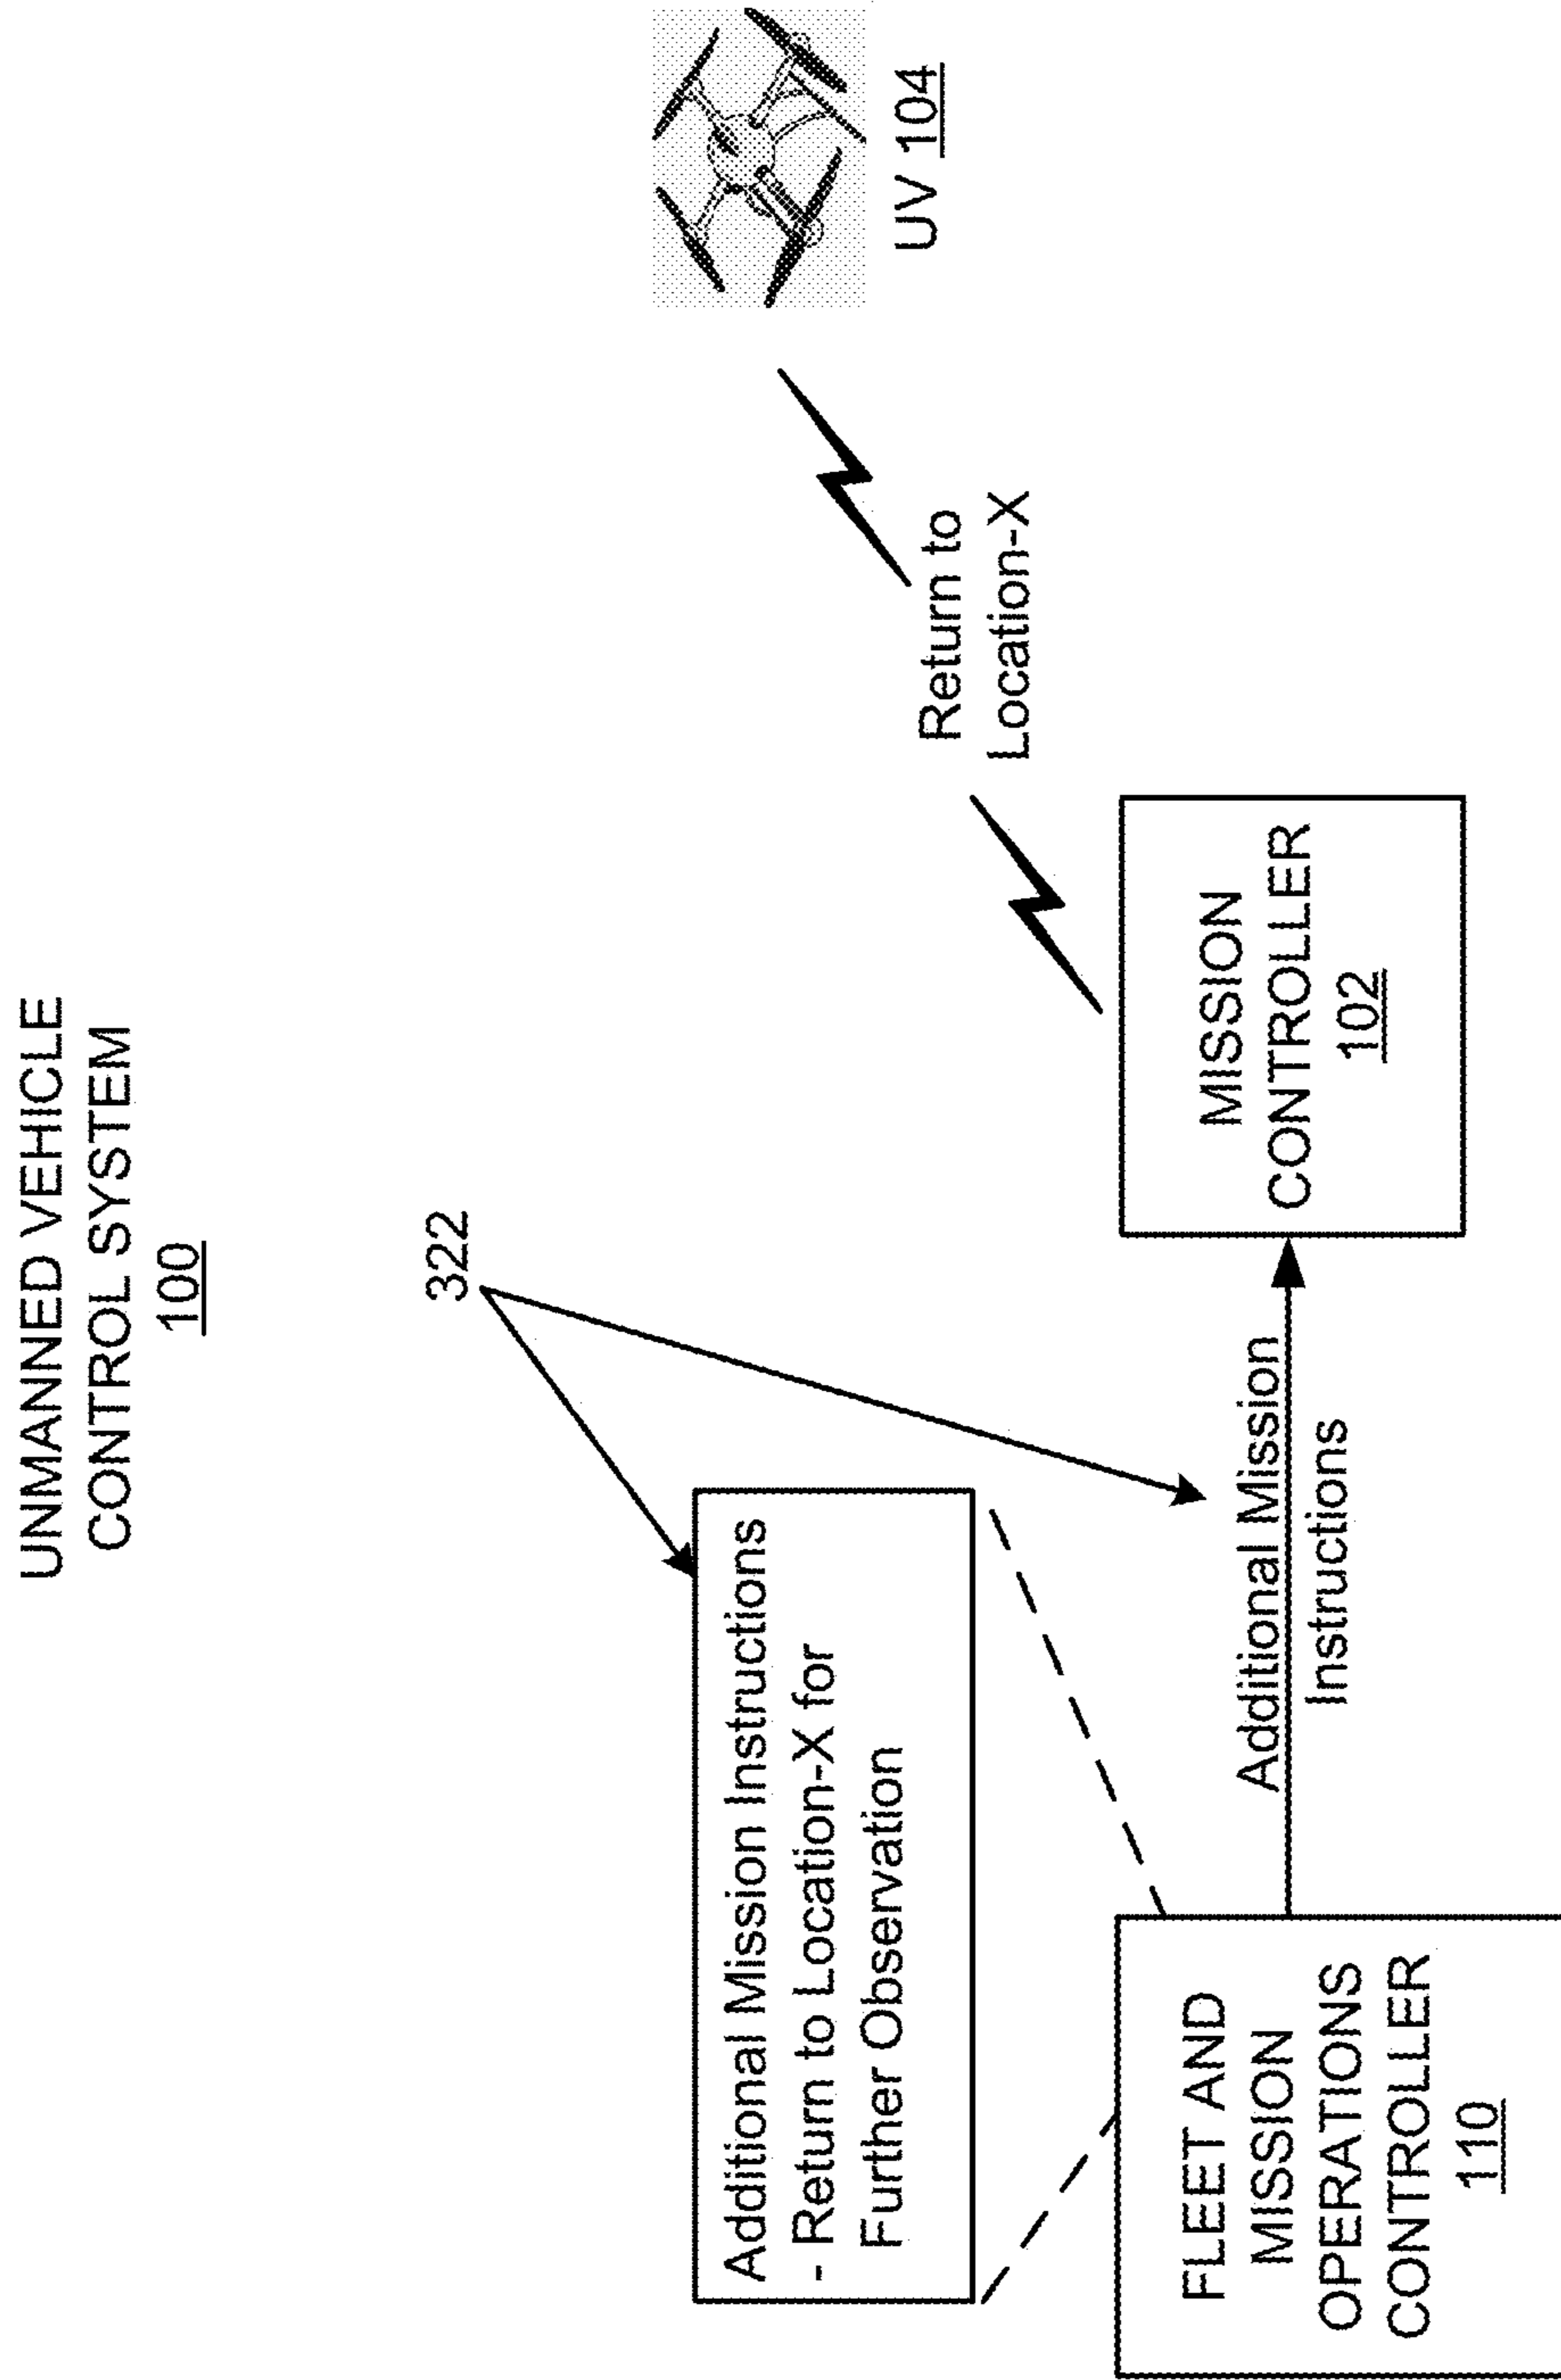 UNMANNED VEHICLE
CONTROL SYSTEM
100
322
Additional Mission Instructions
- Return to Location-X for
Further Observation
UV 104
Return to
Location-X
FLEET AND
MISSION
OPERATIONS
CONTROLLER
110
Additional Mission
Instructions
MISSION
CONTROLLER
102